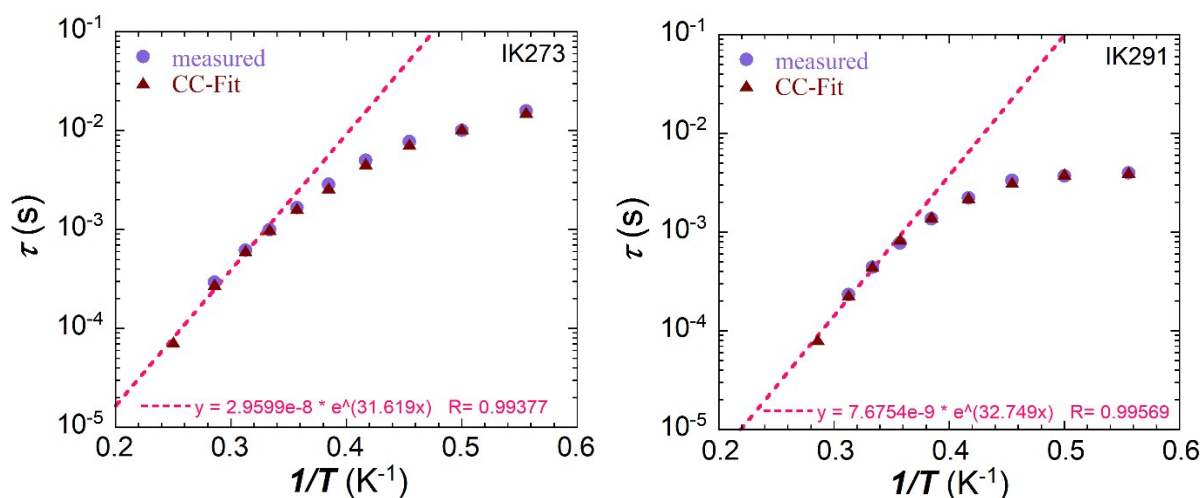 IK273
measured
CC-Fit
10⁻¹
10⁻²
10⁻³
10⁻⁴
10⁻⁵
τ (s)
y = 2.9599e-8 * e^(31.619x) R= 0.99377
0.2 0.3 0.4 0.5 0.6
1/T (K⁻¹)
IK291
measured
CC-Fit
10⁻¹
10⁻²
10⁻³
10⁻⁴
10⁻⁵
τ (s)
y = 7.6754e-9 * e^(32.749x) R= 0.99569
0.2 0.3 0.4 0.5 0.6
1/T (K⁻¹)